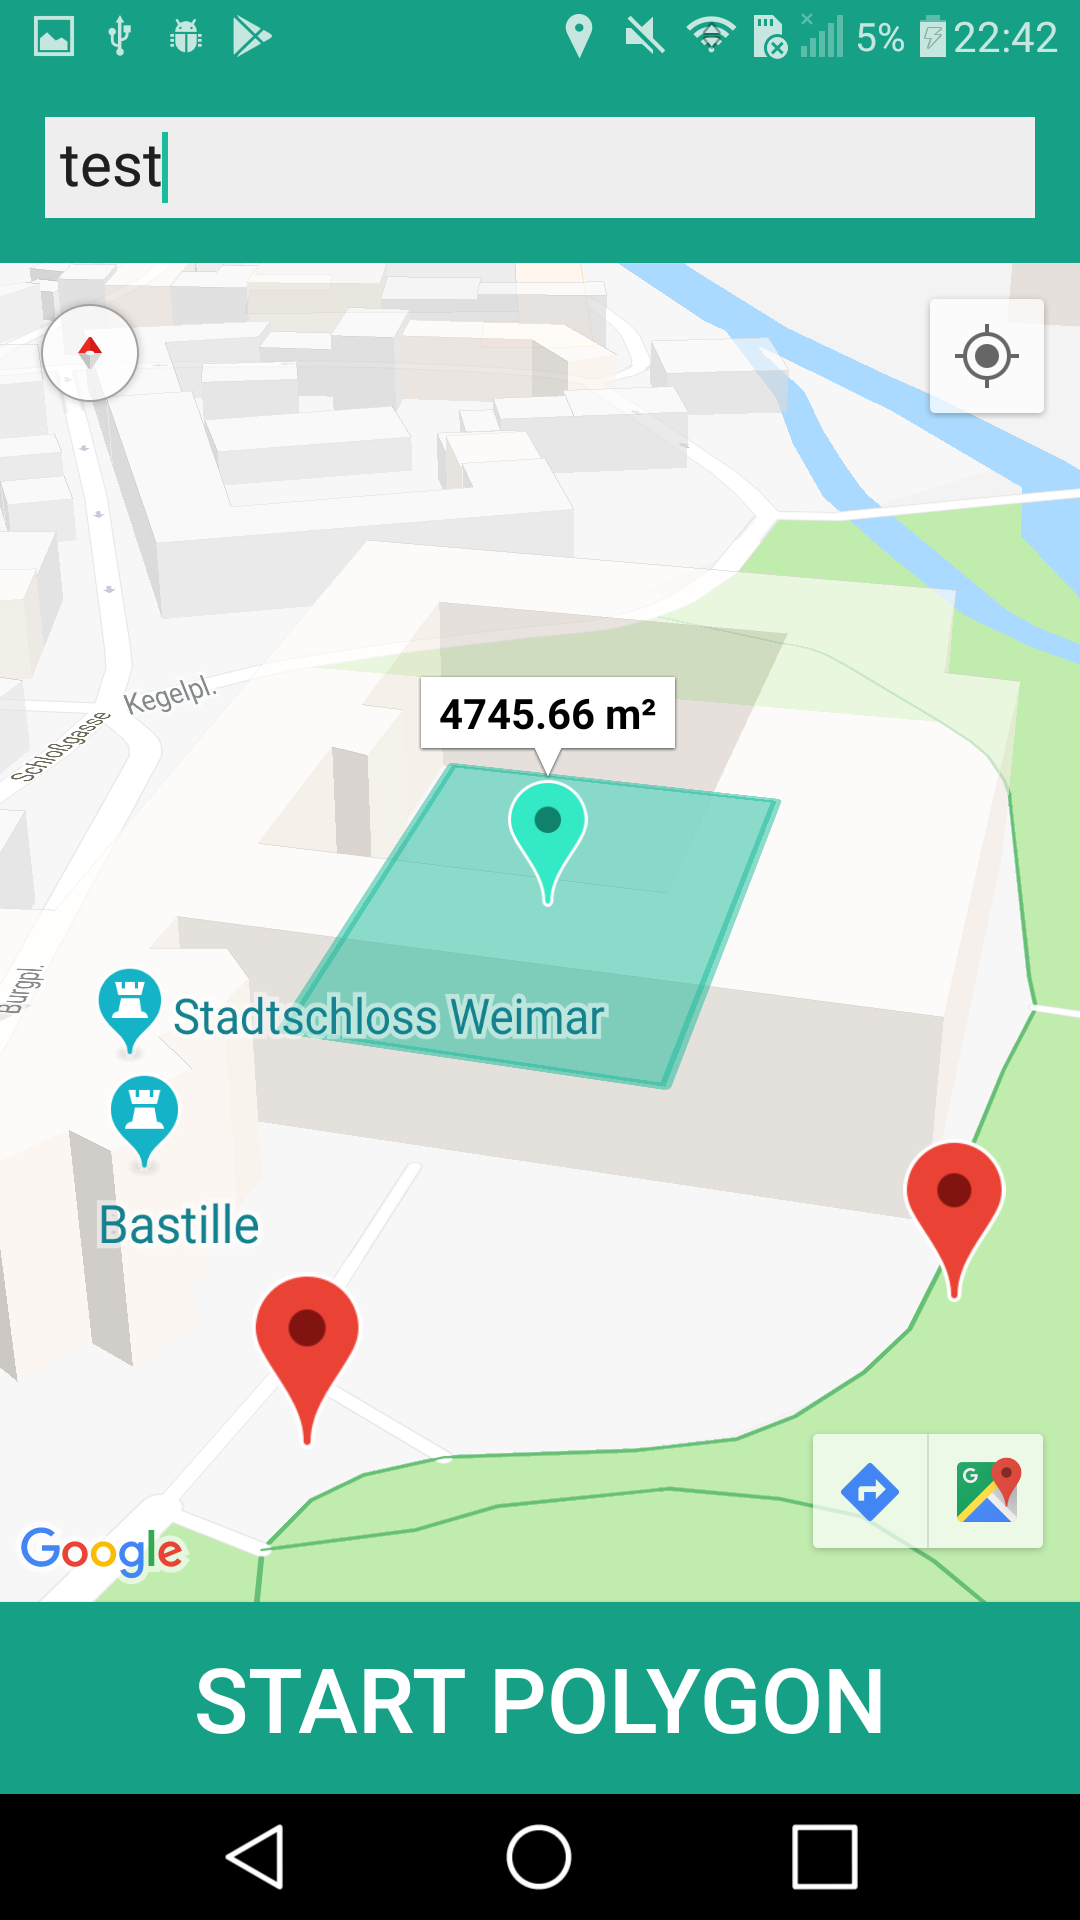 5% 22:42
test
4745.66 m²
Kegelpl.
Schloßgasse
Burgpl.
Stadtschloss Weimar
Bastille
G
Google
START POLYGON